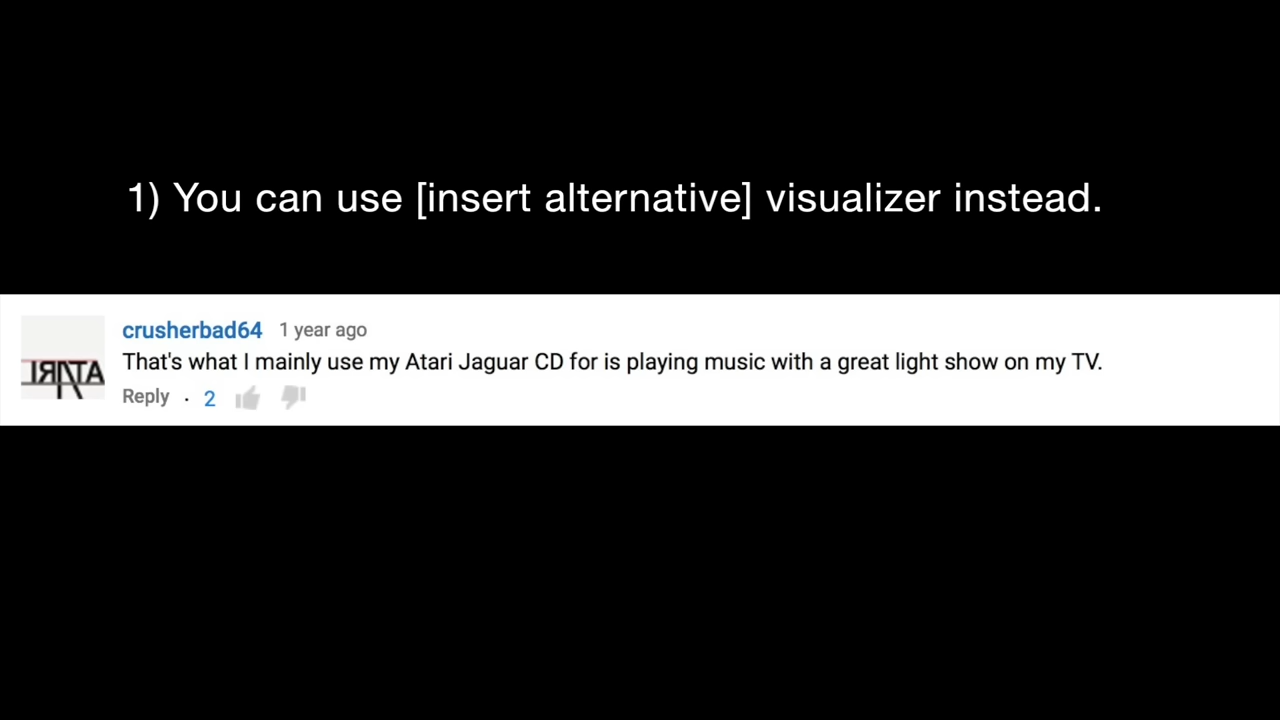 1) You can use [insert alternative] visualizer instead.
crusherbad64 1 year ago
That's what I mainly use my Atari Jaguar CD for is playing music with a great light show on my TV.
Reply · 2
ATARI